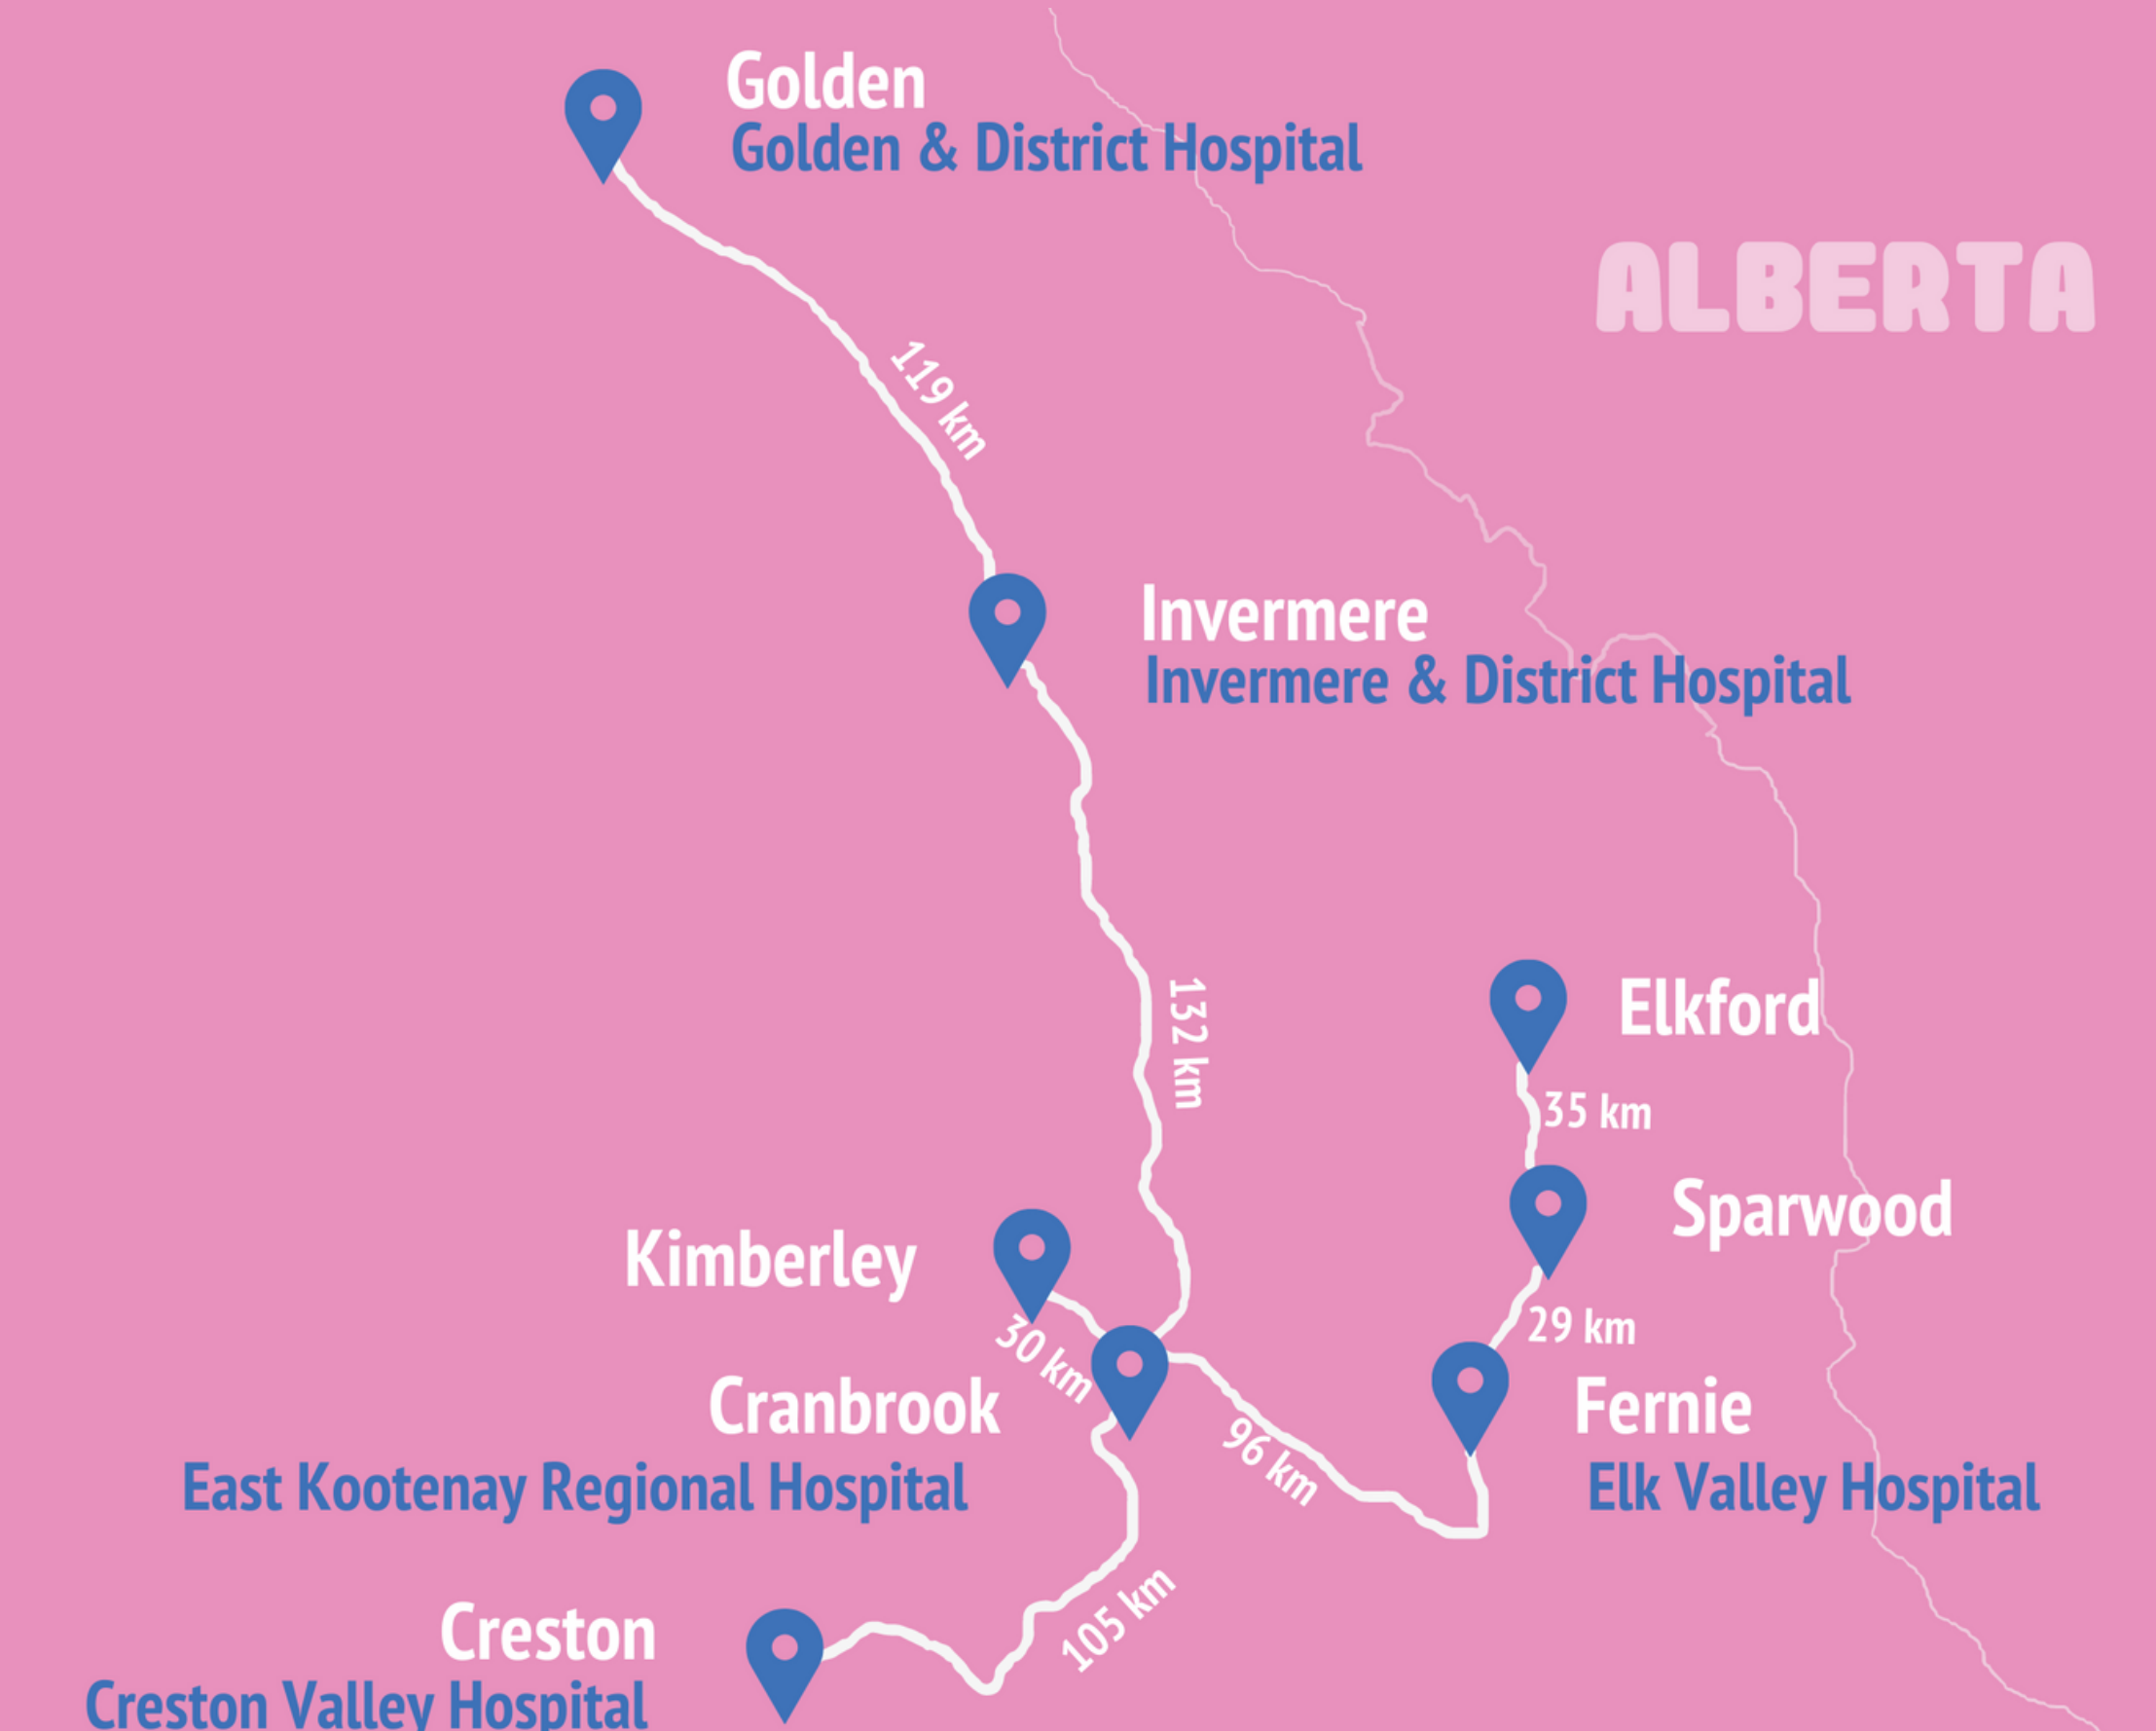 Golden
Golden & District Hospital
ALBERTA
119 km
Invermere
Invermere & District Hospital
132 km
Elkford
35 km
Sparwood
Kimberley
29 km
30 km
Cranbrook
East Kootenay Regional Hospital
96 km
Fernie
Elk Valley Hospital
105 km
Creston
Creston Valley Hospital